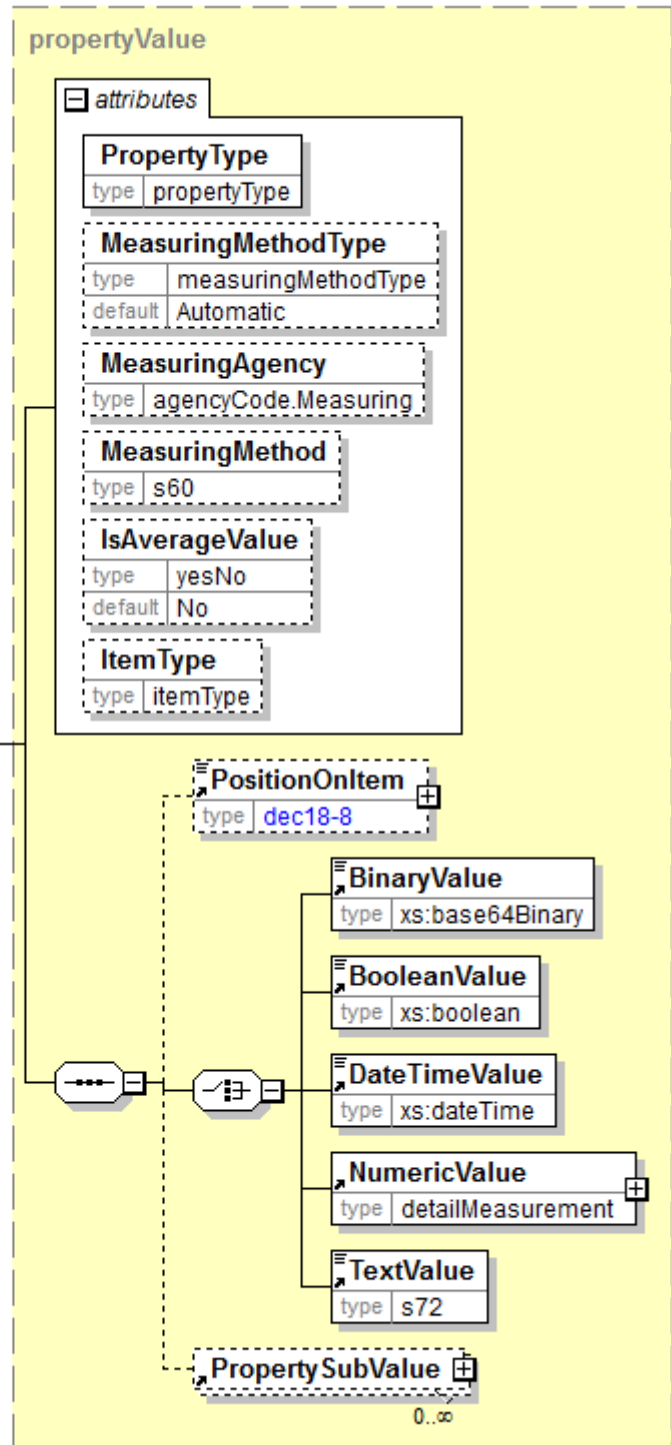 propertyValue
attributes
PropertyType
type propertyType
MeasuringMethodType
type measuringMethodType
default Automatic
MeasuringAgency
type agencyCode.Measuring
MeasuringMethod
type s60
IsAverageValue
type yesNo
default No
ItemType
type itemType
PositionOnItem
type dec18-8
BinaryValue
type xs:base64Binary
BooleanValue
type xs:boolean
DateTimeValue
type xs:dateTime
NumericValue
type detailMeasurement
TextValue
type s72
PropertySubValue
0..∞